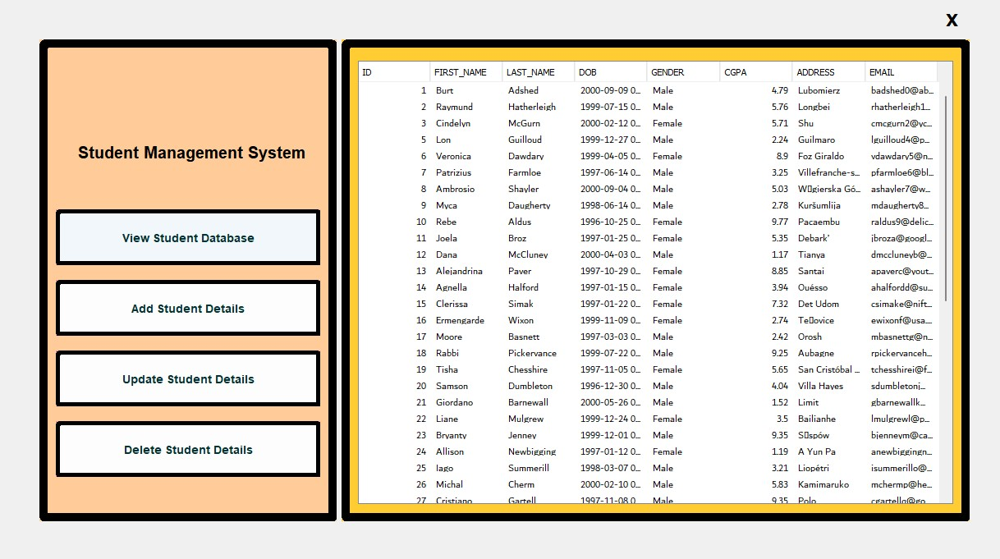 X
Student Management System
View Student Database
Add Student Details
Update Student Details
Delete Student Details
ID FIRST_NAME LAST_NAME DOB GENDER CGPA ADDRESS EMAIL
1 Burt Adshed 2000-09-09 0... Male 4.79 Lubomierz badshed0@ab...
2 Raymund Hatherleigh 1999-07-15 0... Male 5.76 Longbei rhatherleigh1...
3 Cindelyn McGurn 2000-02-12 0... Female 5.71 Shu cmcgurn2@yc...
5 Lon Guilloud 1999-12-27 0... Male 2.24 Guilmaro lguilloud4@p...
6 Veronica Dawdary 1999-04-05 0... Female 8.9 Foz Giraldo vdawdary5@n...
7 Patrizius Farmloe 1997-06-14 0... Male 3.25 Villefranche-s... pfarmloe6@bl...
8 Ambrosio Shayler 2000-09-04 0... Male 5.03 W▯gierska Gó... ashayler7@w...
9 Myca Daugherty 1998-06-14 0... Male 2.78 Kuršumlija mdaugherty8...
10 Rebe Aldus 1996-10-25 0... Female 9.77 Pacaembu raldus9@delic...
11 Joela Broz 1997-01-25 0... Female 5.35 Debark’ jbroza@googl...
12 Dana McCluney 2000-04-03 0... Male 1.17 Tianya dmccluneyb@...
13 Alejandrina Paver 1997-10-29 0... Female 8.85 Santai apaverc@yout...
14 Agnella Halford 1997-01-15 0... Female 3.94 Ouésso ahalfordd@su...
15 Clerissa Simak 1997-01-22 0... Female 7.32 Det Udom csimake@nift...
16 Ermengarde Wixon 1999-11-09 0... Female 2.74 Te▯ovice ewixonf@usa...
17 Moore Basnett 1997-03-03 0... Male 2.42 Orosh mbasnettg@n...
18 Rabbi Pickervance 1999-07-22 0... Male 9.25 Aubagne rpickervanceh...
19 Tisha Chesshire 1997-11-05 0... Female 5.65 San Cristóbal ... tchesshirei@f...
20 Samson Dumbleton 1996-12-30 0... Male 4.04 Villa Hayes sdumbletonj...
21 Giordano Barnewall 2000-05-26 0... Male 1.52 Limit gbarnewallk...
22 Liane Mulgrew 1999-12-24 0... Female 3.5 Bailianhe lmulgrewl@p...
23 Bryanty Jenney 1999-12-01 0... Male 9.35 S▯spów bjenneym@ca...
24 Allison Newbigging 1997-01-12 0... Female 1.19 A Yun Pa anewbiggingn...
25 Iago Summerill 1998-03-07 0... Male 3.21 Liopétri isummerillo@...
26 Michal Cherm 2000-02-10 0... Male 5.83 Kamimaruko mchermp@he...
27 Cristiano Gartell 1997-11-08 0... Male 9.35 Polo cgartellq@go...